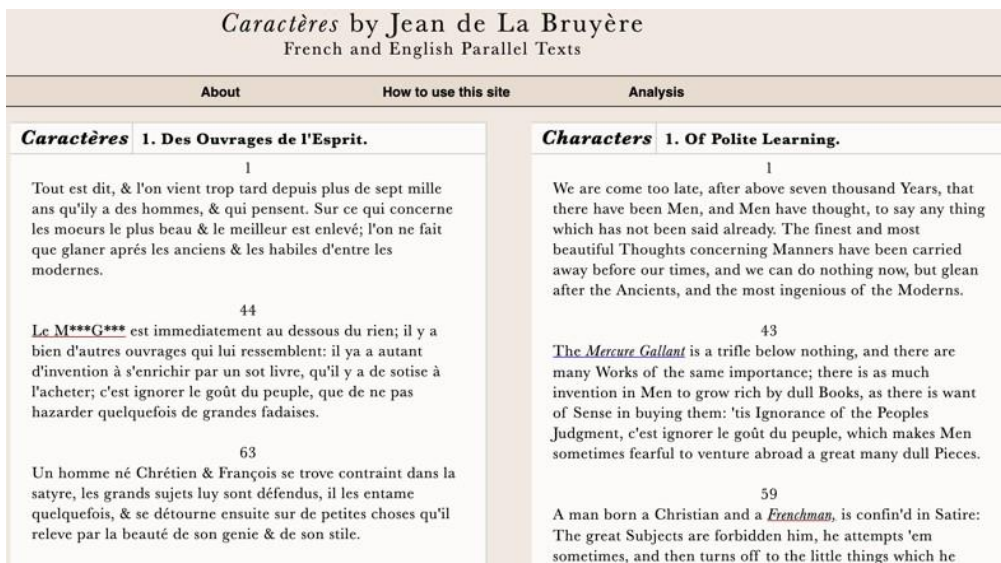 Caractères by Jean de La Bruyère
French and English Parallel Texts
About
How to use this site
Analysis
Caractères 1. Des Ouvrages de l'Esprit.
1
Tout est dit, & l'on vient trop tard depuis plus de sept mille
ans qu'ily a des hommes, & qui pensent. Sur ce qui concerne
les moeurs le plus beau & le meilleur est enlevé; l'on ne fait
que glaner aprés les anciens & les habiles d'entre les
modernes.
44
Le M***G*** est immediatement au dessous du rien; il y a
bien d'autres ouvrages qui lui ressemblent: il ya a autant
d'invention à s'enrichir par un sot livre, qu'il y a de sotise à
l'acheter; c'est ignorer le goût du peuple, que de ne pas
hazarder quelquefois de grandes fadaises.
63
Un homme né Chrétien & François se trove contraint dans la
satyre, les grands sujets luy sont défendus, il les entame
quelquefois, & se détourne ensuite sur de petites choses qu'il
releve par la beauté de son genie & de son stile.
Characters 1. Of Polite Learning.
1
We are come too late, after above seven thousand Years, that
there have been Men, and Men have thought, to say any thing
which has not been said already. The finest and most
beautiful Thoughts concerning Manners have been carried
away before our times, and we can do nothing now, but glean
after the Ancients, and the most ingenious of the Moderns.
43
The Mercure Gallant is a trifle below nothing, and there are
many Works of the same importance; there is as much
invention in Men to grow rich by dull Books, as there is want
of Sense in buying them: 'tis Ignorance of the Peoples
Judgment, c'est ignorer le goût du peuple, which makes Men
sometimes fearful to venture abroad a great many dull Pieces.
59
A man born a Christian and a Frenchman, is confin'd in Satire:
The great Subjects are forbidden him, he attempts 'em
sometimes, and then turns off to the little things which he